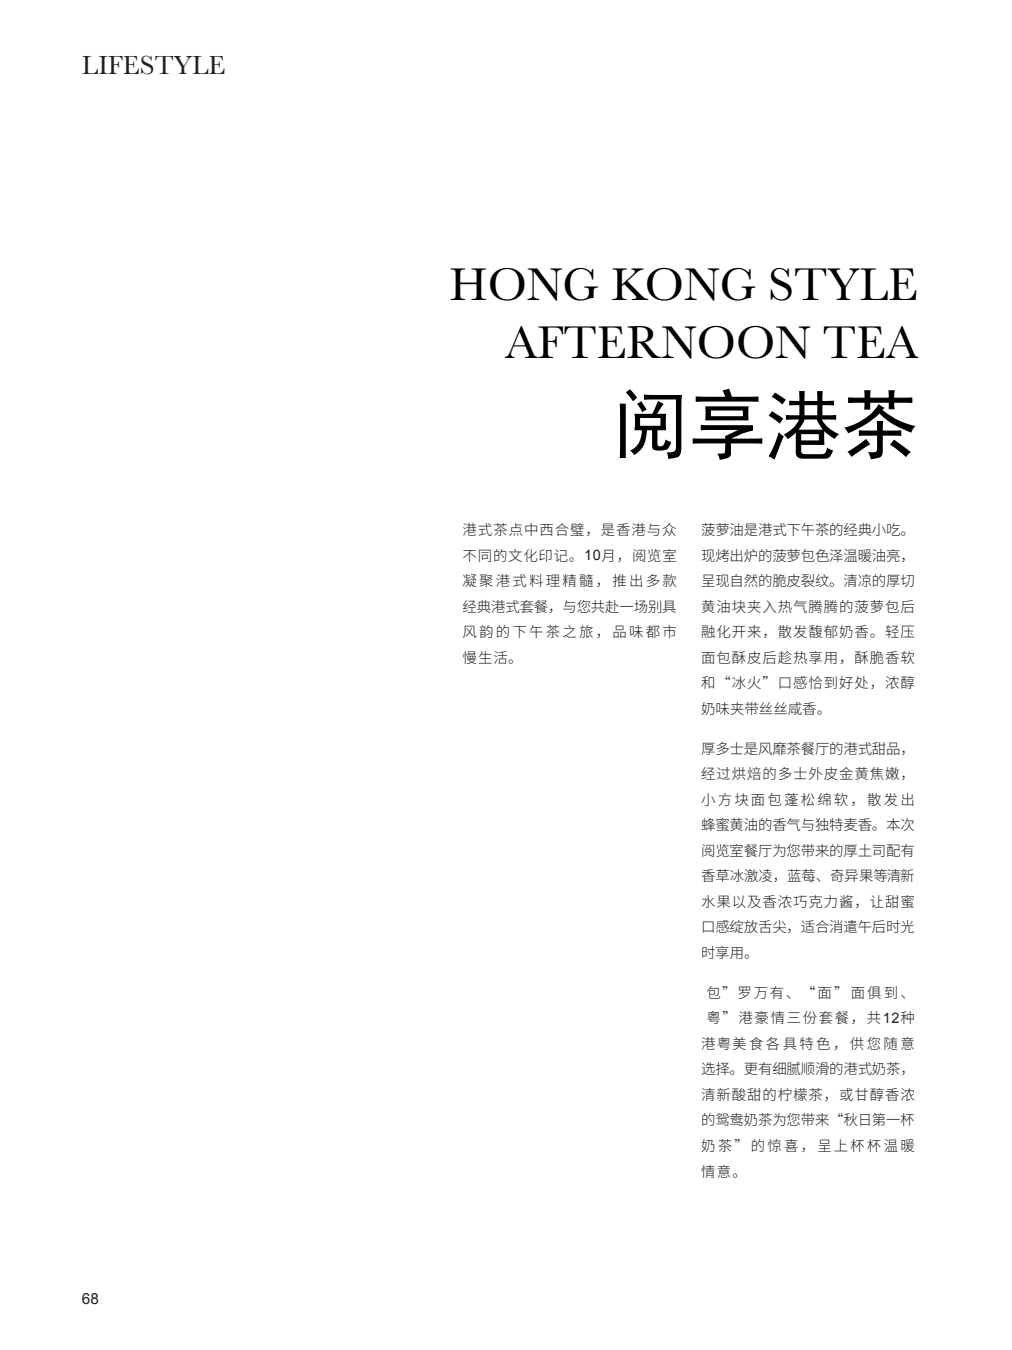 LIFESTYLE
HONG KONG STYLE
AFTERNOON TEA
阅享港茶
港式茶点中西合璧，是香港与众
不同的文化印记。10月，阅览室
凝聚港式料理精髓，推出多款
经典港式套餐，与您共赴一场别具
风韵的下午茶之旅，品味都市
慢生活。
菠萝油是港式下午茶的经典小吃。
现烤出炉的菠萝包色泽温暖油亮，
呈现自然的脆皮裂纹。清凉的厚切
黄油块夹入热气腾腾的菠萝包后
融化开来，散发馥郁奶香。轻压
面包酥皮后趁热享用，酥脆香软
和“冰火”口感恰到好处，浓醇
奶味夹带丝丝咸香。
厚多士是风靡茶餐厅的港式甜品，
经过烘焙的多士外皮金黄焦嫩，
小方块面包蓬松绵软，散发出
蜂蜜黄油的香气与独特麦香。本次
阅览室餐厅为您带来的厚土司配有
香草冰激凌，蓝莓、奇异果等清新
水果以及香浓巧克力酱，让甜蜜
口感绽放舌尖，适合消遣午后时光
时享用。
包”罗万有、“面”面俱到、
粤”港豪情三份套餐，共12种
港粤美食各具特色，供您随意
选择。更有细腻顺滑的港式奶茶，
清新酸甜的柠檬茶，或甘醇香浓
的鸳鸯奶茶为您带来“秋日第一杯
奶茶”的惊喜，呈上杯杯温暖
情意。
68